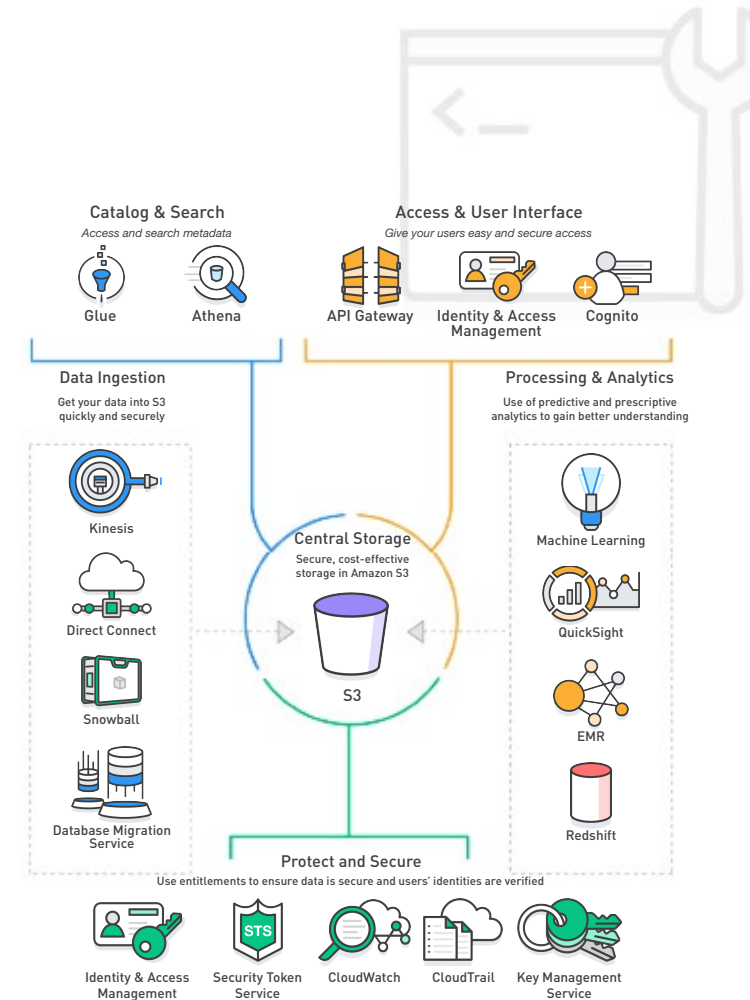 Catalog & Search
Access and search metadata
Glue
Athena
Access & User Interface
Give your users easy and secure access
API Gateway
Identity & Access
Management
Cognito
Data Ingestion
Get your data into S3
quickly and securely
Kinesis
Direct Connect
Snowball
Database Migration
Service
Central Storage
Secure, cost-effective
storage in Amazon S3
S3
Processing & Analytics
Use of predictive and prescriptive
analytics to gain better understanding
Machine Learning
QuickSight
EMR
Redshift
Protect and Secure
Use entitlements to ensure data is secure and users' identities are verified
Identity & Access
Management
STS
Security Token
Service
CloudWatch
CloudTrail
Key Management
Service